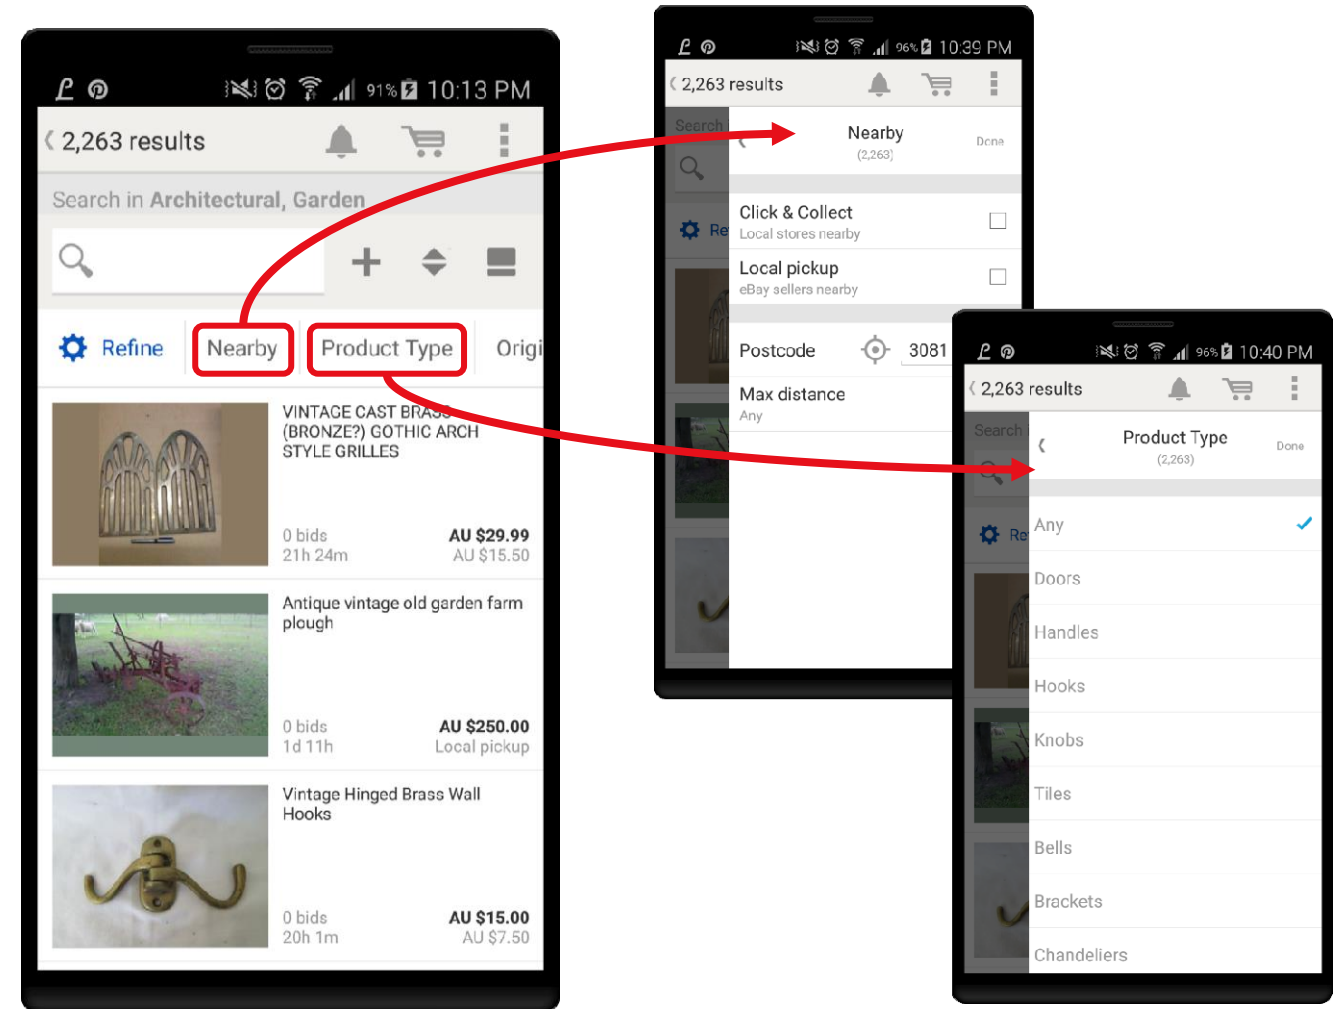 91% 10:13 PM
2,263 results
Search in Architectural, Garden
Refine Nearby Product Type Origi
VINTAGE CAST BRASS
(BRONZE?) GOTHIC ARCH
STYLE GRILLES
0 bids AU $29.99
21h 24m AU $15.50
Antique vintage old garden farm
plough
0 bids AU $250.00
1d 11h Local pickup
Vintage Hinged Brass Wall
Hooks
0 bids AU $15.00
20h 1m AU $7.50
96% 10:39 PM
2,263 results
Search
Nearby Done
(2,263)
Click & Collect
Local stores nearby
Re
Local pickup
eBay sellers nearby
Postcode 3081
Max distance
Any
96% 10:40 PM
2,263 results
Search i
Product Type Done
(2,263)
Any
Re
Doors
Handles
Hooks
Knobs
Tiles
Bells
Brackets
Chandeliers